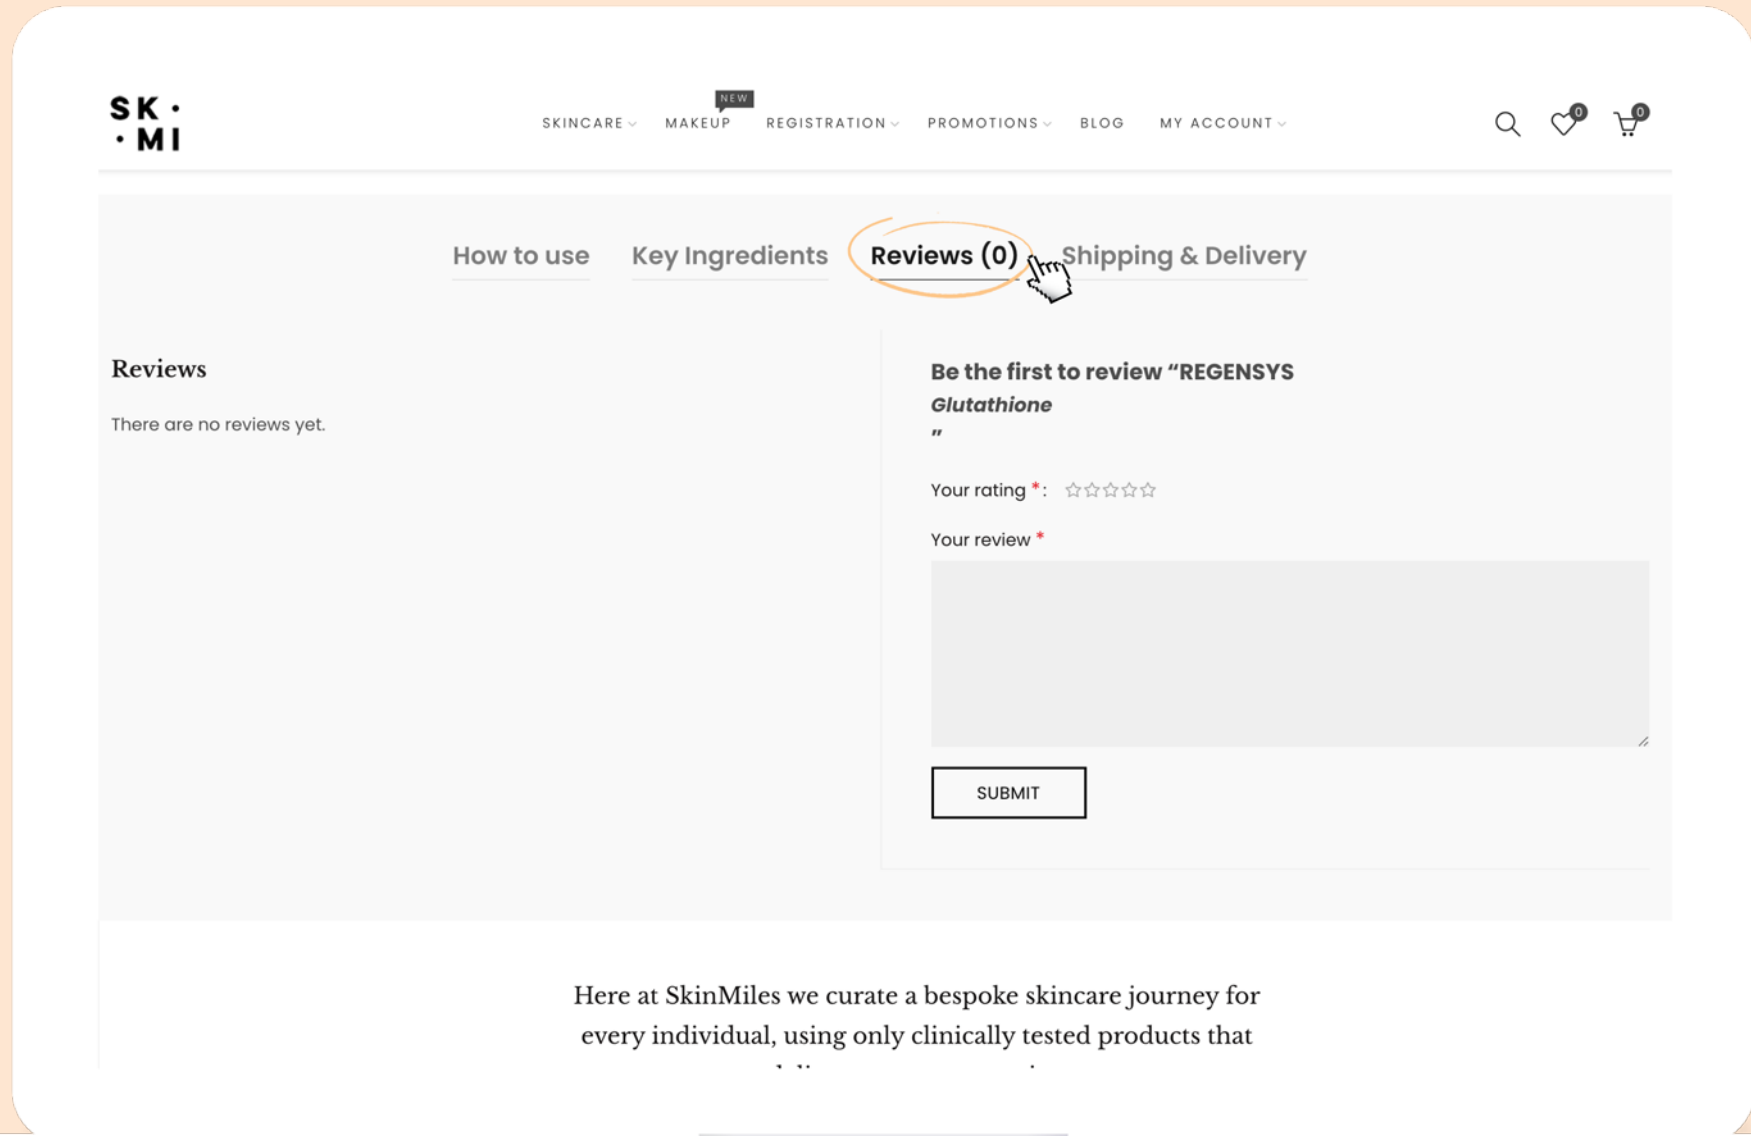 SK ·
· MI
NEW
SKINCARE MAKEUP REGISTRATION PROMOTIONS BLOG MY ACCOUNT
0 0
How to use Key Ingredients Reviews (0) Shipping & Delivery
Reviews
There are no reviews yet.
Be the first to review “REGENSYS
Glutathione
”
Your rating *:
Your review *
SUBMIT
Here at SkinMiles we curate a bespoke skincare journey for
every individual, using only clinically tested products that